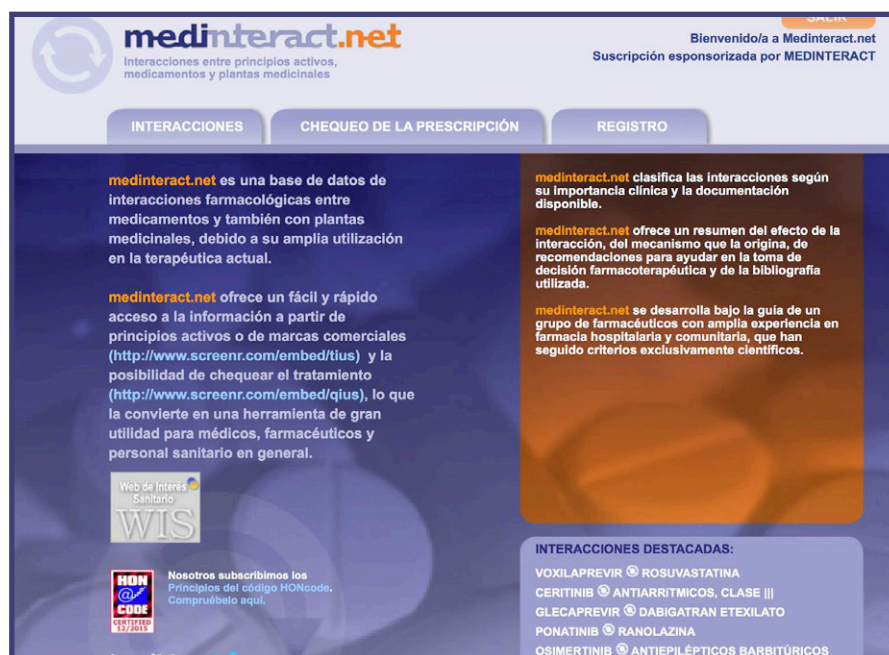 SALIR
medinteract.net
Interacciones entre principios activos,
medicamentos y plantas medicinales
Bienvenido/a a Medinteract.net
Suscripción esponsorizada por MEDINTERACT
INTERACCIONES
CHEQUEO DE LA PRESCRIPCIÓN
REGISTRO
medinteract.net es una base de datos de
interacciones farmacológicas entre
medicamentos y también con plantas
medicinales, debido a su amplia utilización
en la terapéutica actual.
medinteract.net ofrece un fácil y rápido
acceso a la información a partir de
principios activos o de marcas comerciales
(http://www.screenr.com/embed/tius) y la
posibilidad de chequear el tratamiento
(http://www.screenr.com/embed/qius), lo que
la convierte en una herramienta de gran
utilidad para médicos, farmacéuticos y
personal sanitario en general.
Web de Interés
Sanitario
WIS
HON
@
CODE
CERTIFIED
12/2015
Nosotros subscribimos los
Principios del código HONcode.
Compruébelo aquí.
medinteract.net clasifica las interacciones según
su importancia clínica y la documentación
disponible.
medinteract.net ofrece un resumen del efecto de la
interacción, del mecanismo que la origina, de
recomendaciones para ayudar en la toma de
decisión farmacoterapéutica y de la bibliografía
utilizada.
medinteract.net se desarrolla bajo la guía de un
grupo de farmacéuticos con amplia experiencia en
farmacia hospitalaria y comunitaria, que han
seguido criterios exclusivamente científicos.
INTERACCIONES DESTACADAS:
VOXILAPREVIR ROSUVASTATINA
CERITINIB ANTIARRíTMICOS, CLASE |||
GLECAPREVIR DABIGATRAN ETEXILATO
PONATINIB RANOLAZINA
OSIMERTINIB ANTIEPILÉPTICOS BARBITÚRICOS